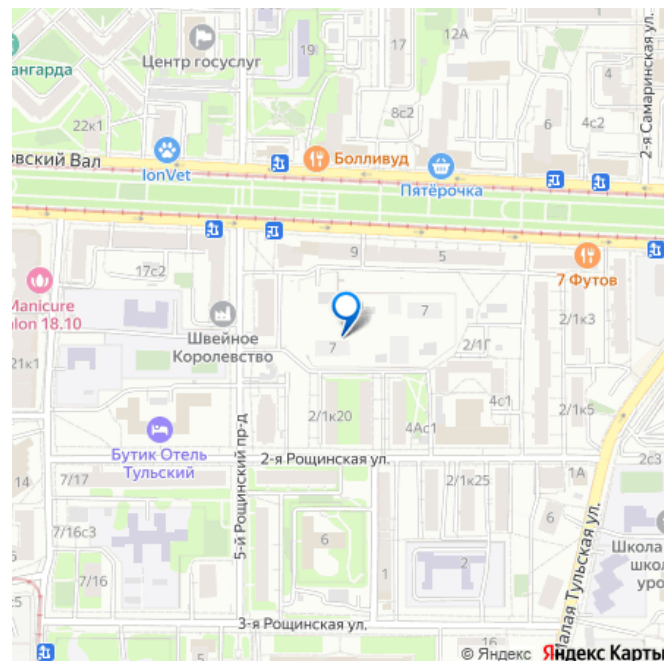 ангарда
Центр госуслуг
19
12А
8с2
6
4с2
2-я Самаринская ул.
22к1
овский Вал
IonVet
Болливуд
Пятёрочка
17с2
9
5
7 Футов
Manicure
lon 18.10
21к1
Швейное
Королевство
7
7
2/1Г
2/1к3
2/1к20
4Ас1
4с1
2/1к5
Бутик Отель
Тульский
5-й Рощинский пр-д
2-я Рощинская ул.
14
7/17
2/1к25
1А
2с3
7/16с3
6
6
7/16
1
2
Школа
школ
уро
Малая Тульская ул.
с5
3-я Рощинская ул.
16
© Яндекс Яндекс Карты